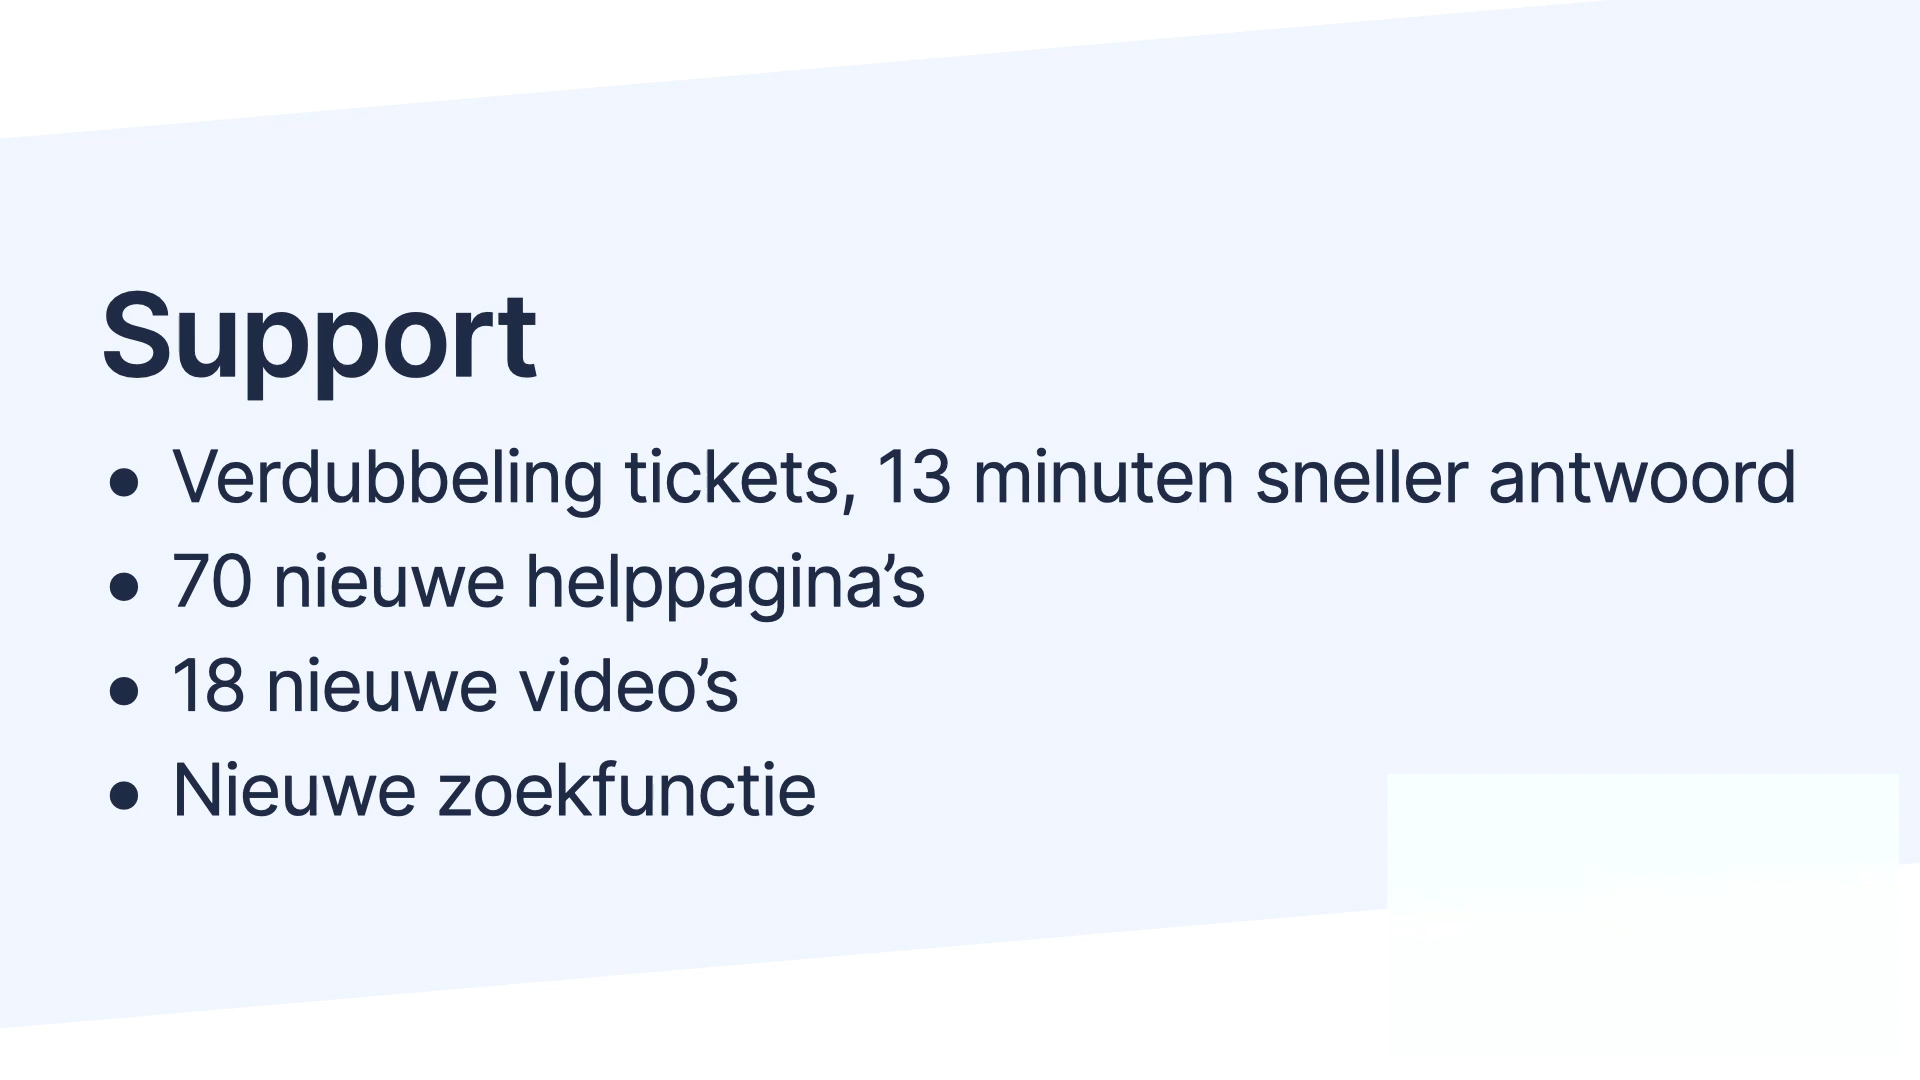 Support
• Verdubbeling tickets, 13 minuten sneller antwoord
• 70 nieuwe helppagina’s
• 18 nieuwe video’s
• Nieuwe zoekfunctie